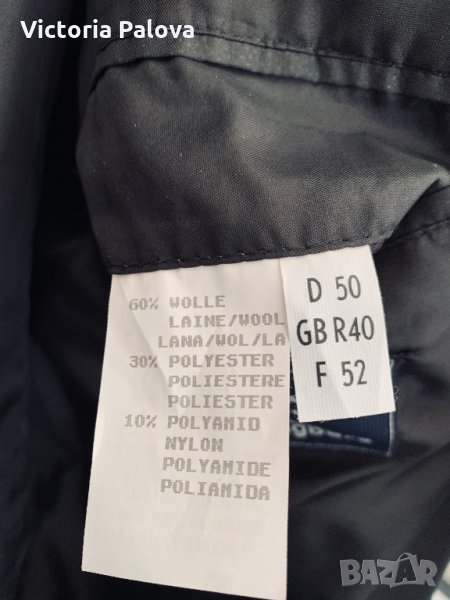 Victoria Palova
60% WOLLE
LAINE/WOOL
LANA/WOL/LA
30% POLYESTER
POLIESTERE
POLIESTER
10% POLYAMID
NYLON
POLYAMIDE
POLIAMIDA
D 50
GB R40
F 52
BAZAR